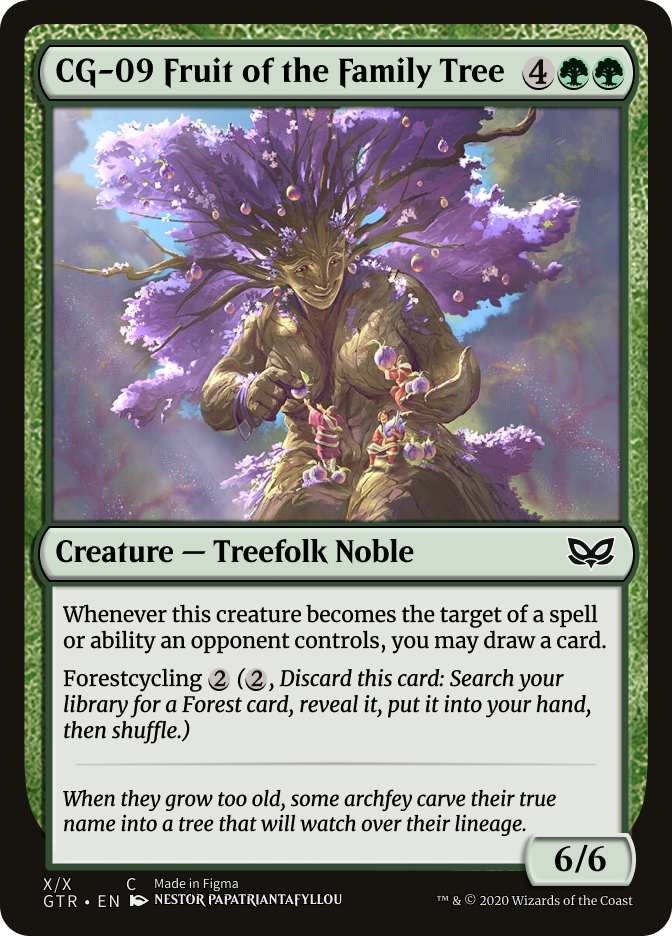 CG-09 Fruit of the Family Tree 4
Creature — Treefolk Noble
Whenever this creature becomes the target of a spell
or ability an opponent controls, you may draw a card.
Forestcycling 2 (2, Discard this card: Search your
library for a Forest card, reveal it, put it into your hand,
then shuffle.)
When they grow too old, some archfey carve their true
name into a tree that will watch over their lineage.
6/6
X/X C Made in Figma
GTR • EN NESTOR PAPATRIANTAFYLLOU
™ & © 2020 Wizards of the Coast